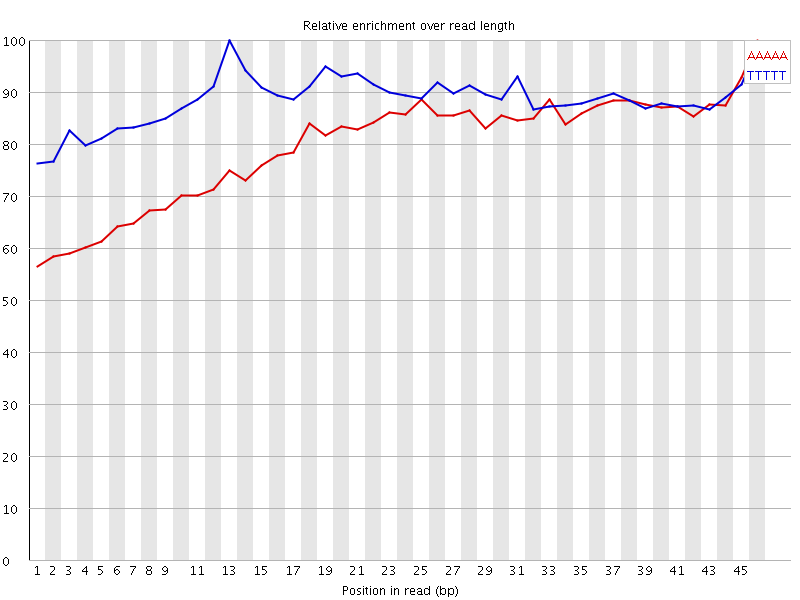 Relative enrichment over read length
100
90
80
70
60
50
40
30
20
10
0
AAAAA
TTTTT
1 2 3 4 5 6 7 8 9 11 13 15 17 19 21 23 25 27 29 31 33 35 37 39 41 43 45
Position in read (bp)